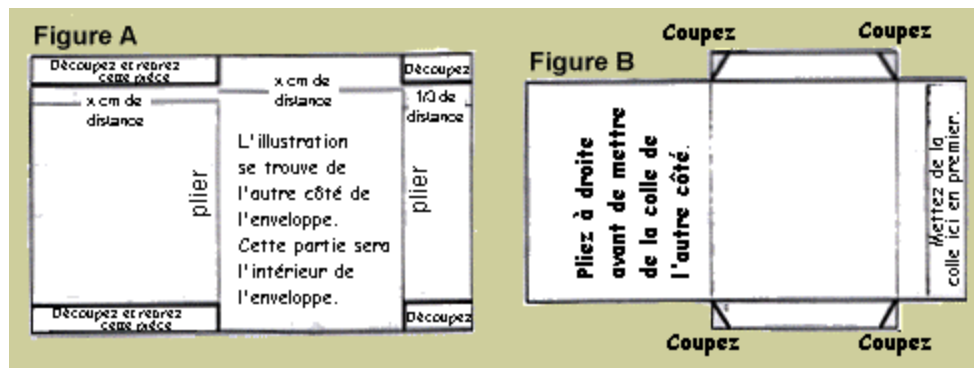 Figure A
Découpez et retirez
cette pièce
Découpez
x cm de
distance
x cm de
distance
1/3 de
distance
plier
L'illustration
se trouve de
l'autre côté de
l'enveloppe.
Cette partie sera
l'intérieur de
l'enveloppe.
plier
Découpez et retirez
cette pièce
Découpez
Figure B
Coupez
Coupez
Pliez à droite
avant de mettre
de la colle de
l'autre côté.
Mettez de la
colle ici en premier.
Coupez
Coupez